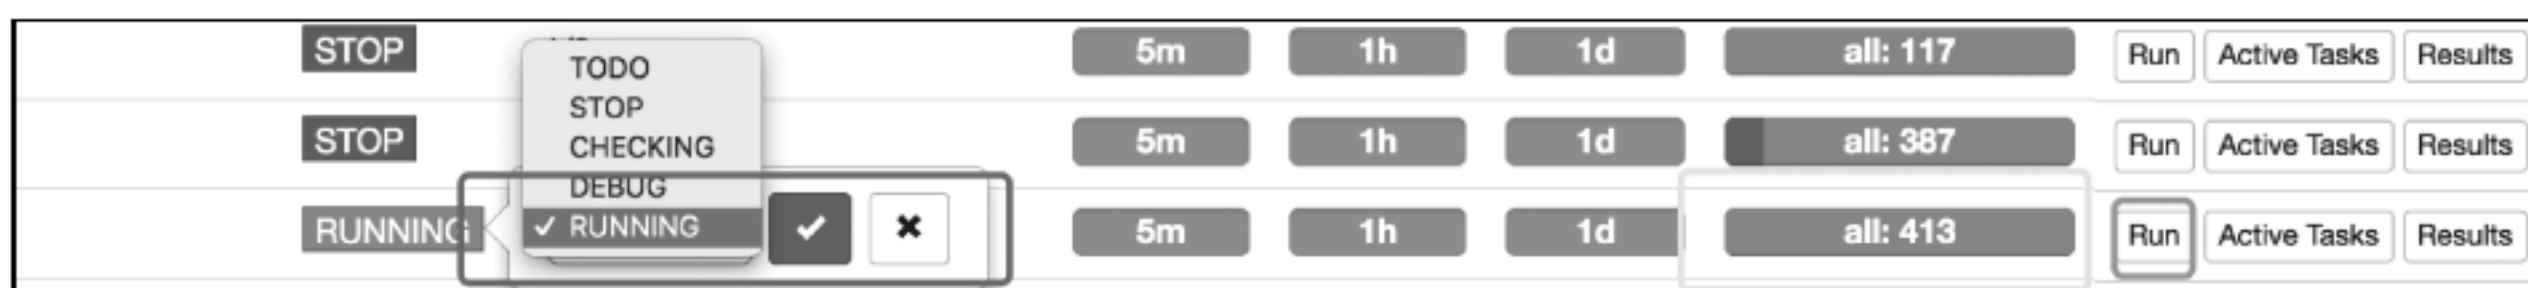 STOP 5m 1h 1d all: 117 Run Active Tasks Results
TODO
STOP
CHECKING
DEBUG
✓ RUNNING
STOP 5m 1h 1d all: 387 Run Active Tasks Results
RUNNING 5m 1h 1d all: 413 Run Active Tasks Results